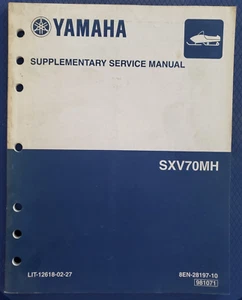 YAMAHA
SUPPLEMENTARY SERVICE MANUAL
SXV70MH
LIT-12618-02-27 8EN-28197-10
981071